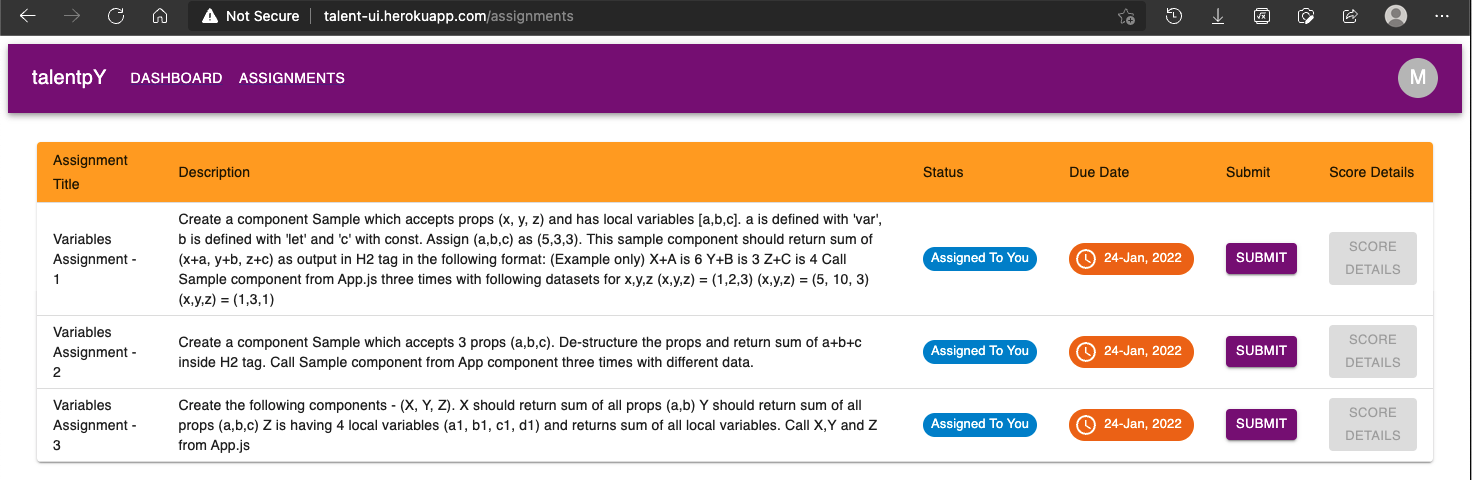 Not Secure talent-ui.herokuapp.com/assignments
talentpY DASHBOARD ASSIGNMENTS M
Assignment
Title
Description
Status
Due Date
Submit
Score Details
Variables
Assignment -
1
Create a component Sample which accepts props (x, y, z) and has local variables [a,b,c]. a is defined with 'var',
b is defined with 'let' and 'c' with const. Assign (a,b,c) as (5,3,3). This sample component should return sum of
(x+a, y+b, z+c) as output in H2 tag in the following format: (Example only) X+A is 6 Y+B is 3 Z+C is 4 Call
Sample component from App.js three times with following datasets for x,y,z (x,y,z) = (1,2,3) (x,y,z) = (5, 10, 3)
(x,y,z) = (1,3,1)
Assigned To You
24-Jan, 2022
SUBMIT
SCORE
DETAILS
Variables
Assignment -
2
Create a component Sample which accepts 3 props (a,b,c). De-structure the props and return sum of a+b+c
inside H2 tag. Call Sample component from App component three times with different data.
Assigned To You
24-Jan, 2022
SUBMIT
SCORE
DETAILS
Variables
Assignment -
3
Create the following components - (X, Y, Z). X should return sum of all props (a,b) Y should return sum of all
props (a,b,c) Z is having 4 local variables (a1, b1, c1, d1) and returns sum of all local variables. Call X,Y and Z
from App.js
Assigned To You
24-Jan, 2022
SUBMIT
SCORE
DETAILS